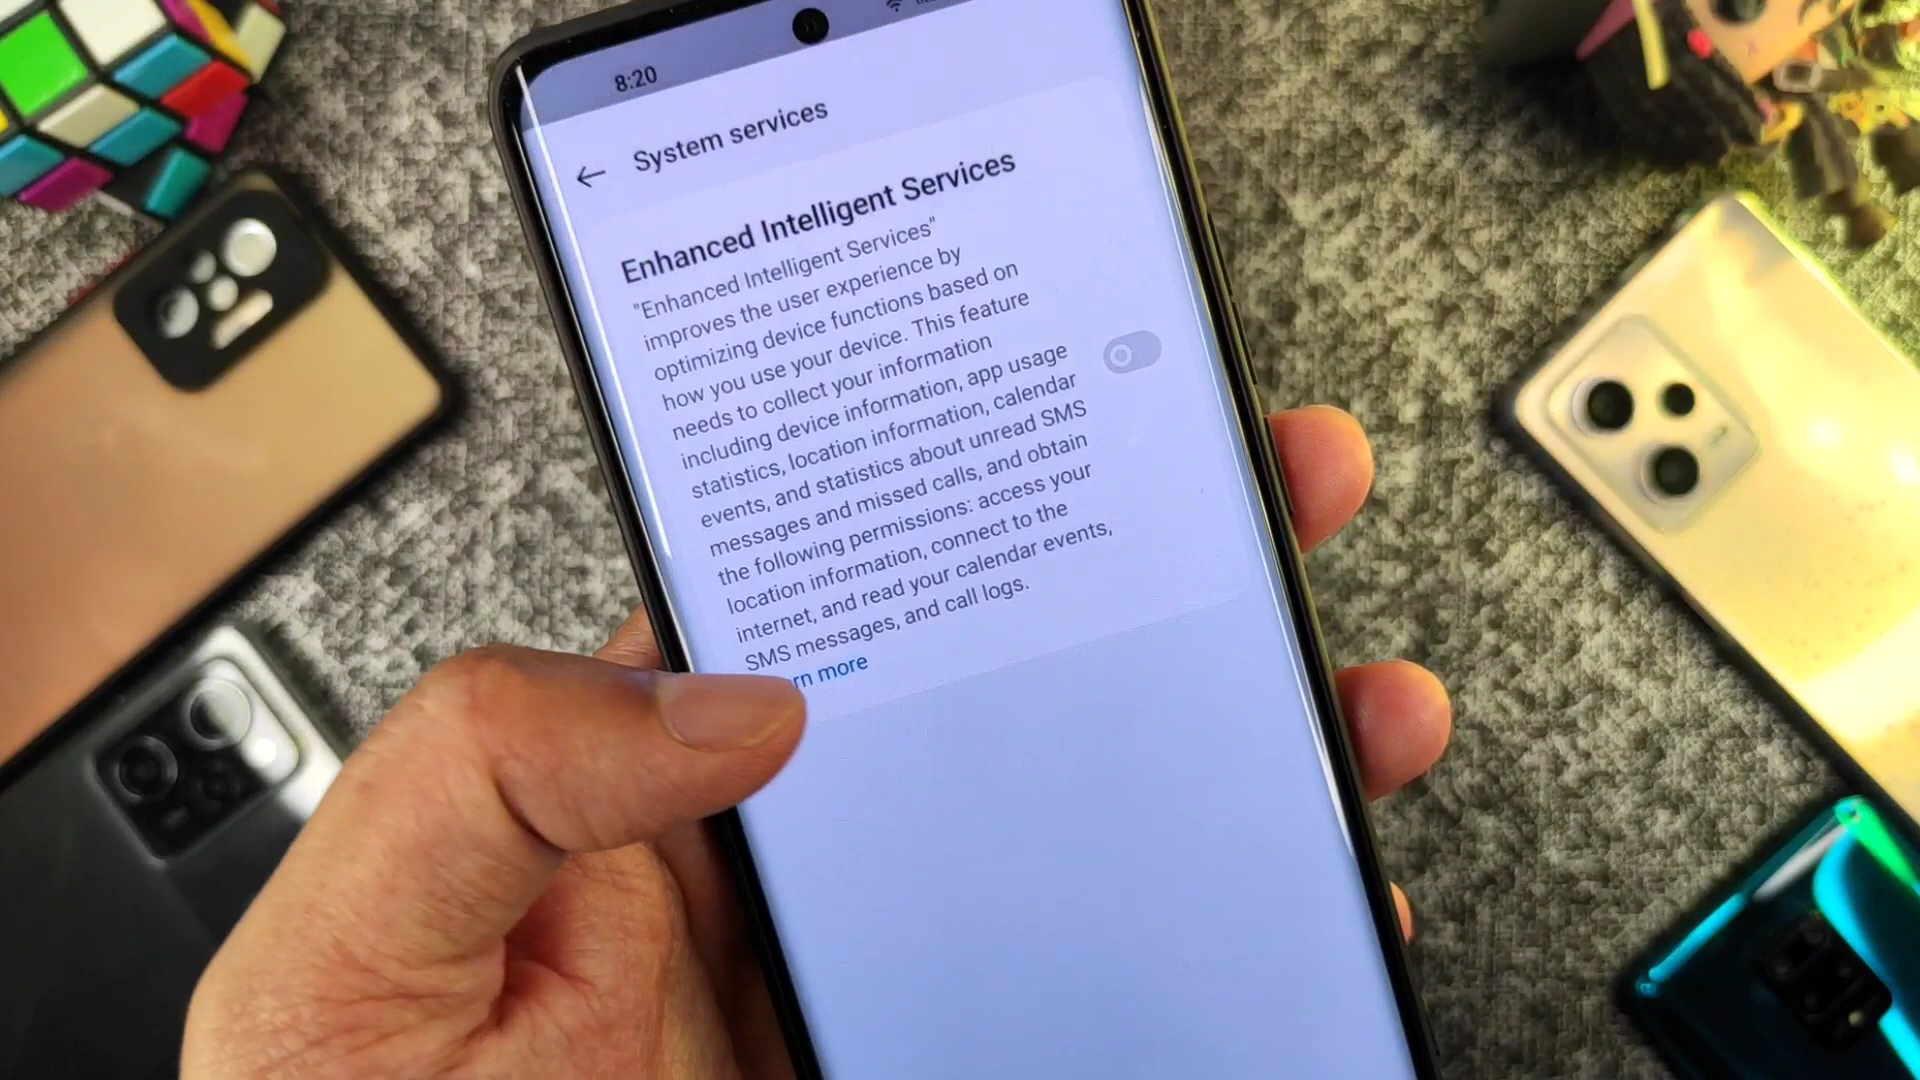 8:20
System services
Enhanced Intelligent Services
"Enhanced Intelligent Services"
improves the user experience by
optimizing device functions based on
how you use your device. This feature
needs to collect your information
including device information, app usage
statistics, location information, calendar
events, and statistics about unread SMS
messages and missed calls, and obtain
the following permissions: access your
location information, connect to the
internet, and read your calendar events,
SMS messages, and call logs.
rn more